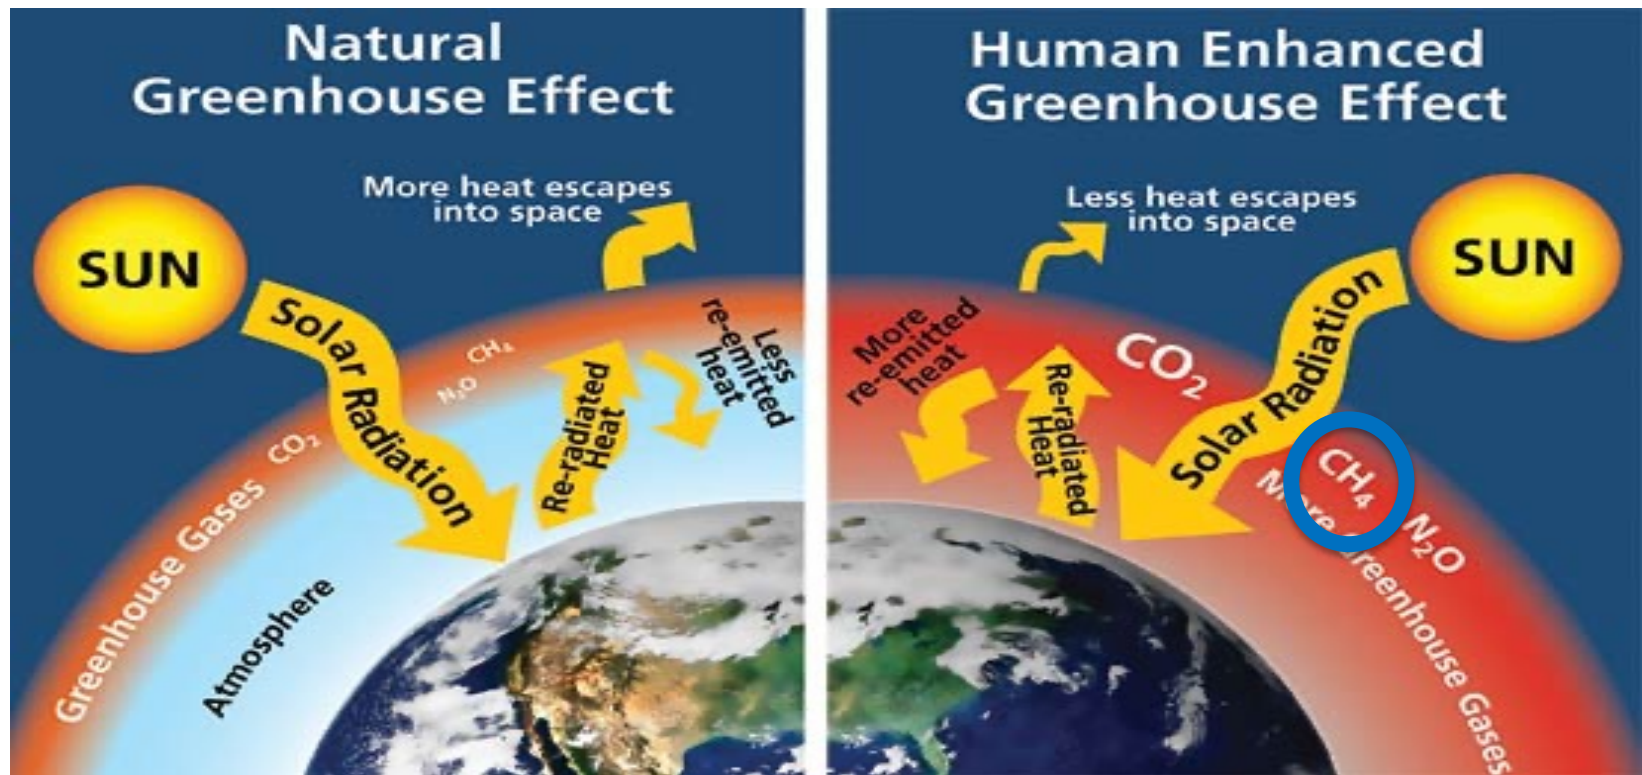 Natural
Greenhouse Effect
More heat escapes
into space
SUN
Solar Radiation
CH₄
N₂O
CO₂
Re-radiated
Heat
Less
re-emitted
heat
Greenhouse Gases
Atmosphere
Human Enhanced
Greenhouse Effect
Less heat escapes
into space
SUN
Solar Radiation
More
re-emitted
heat
Re-radiated
Heat
CO₂
CH₄
N₂O
More Greenhouse Gases